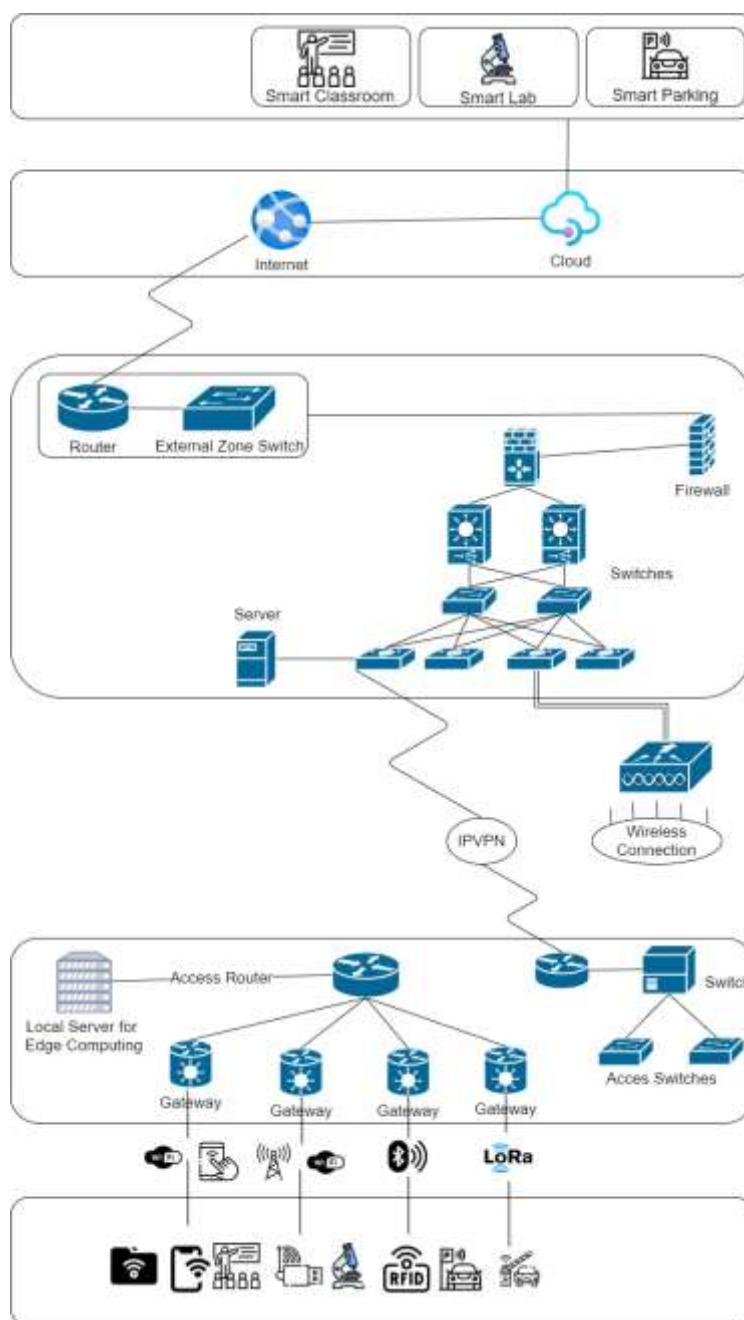 Smart Classroom
Smart Lab
Smart Parking
Internet
Cloud
Router
External Zone Switch
Firewall
Switches
Server
IPVPN
Wireless
Connection
Access Router
Switch
Local Server for
Edge Computing
Acces Switches
Gateway
Gateway
Gateway
Gateway
LoRa
RFID